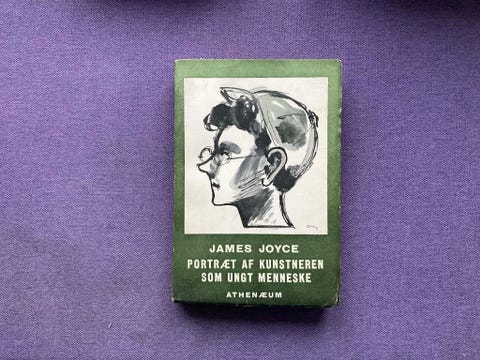 JAMES JOYCE
PORTRÆT AF KUNSTNEREN
SOM UNGT MENNESKE
ATHENÆUM